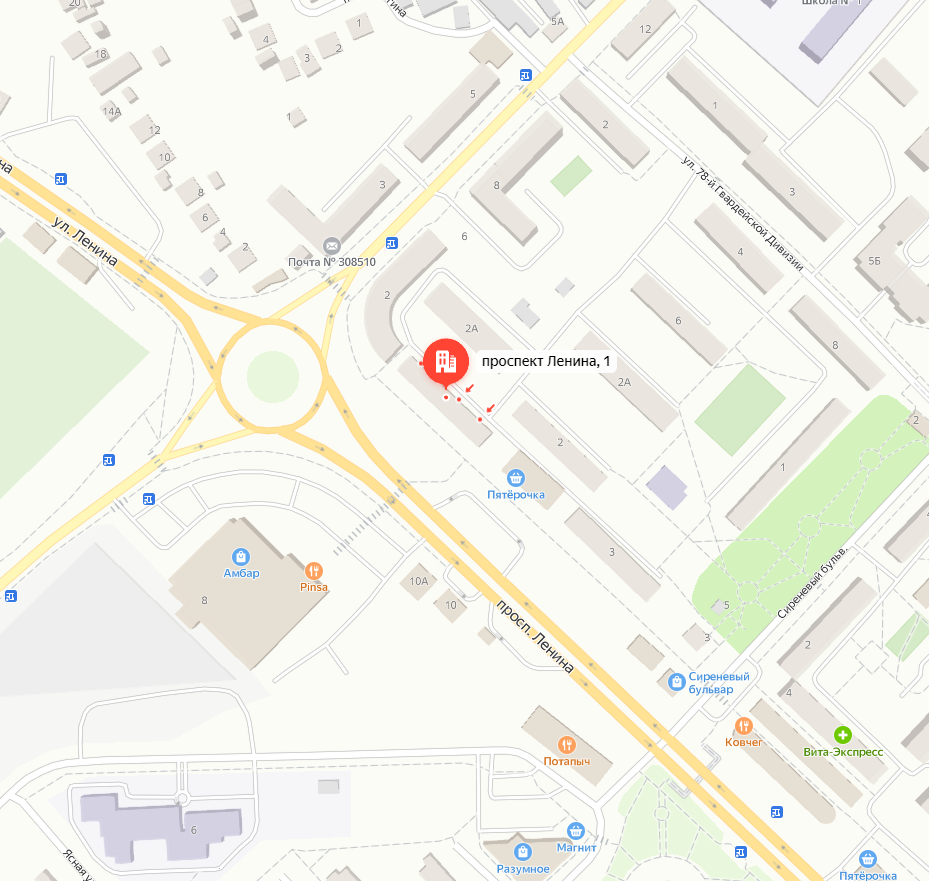 20
4
1
2
3
18
5А
12
Школа № 1
5
14А
12
10
1
8
6
4
2
ул. Ленина
3
Почта № 308510
2
1
8
6
2
ул. 78-й Гвардейской Дивизии
3
4
5Б
2А
6
8
проспект Ленина, 1
2А
2
2
1
Пятёрочка
3
Амбар
Pinsa
8
10А
10
просп. Ленина
Сиреневый бульв.
5
3
2
4
Сиреневый
бульвар
Ковчег
Вита-Экспресс
Потапыч
6
Магнит
Разумное
Пятёрочка